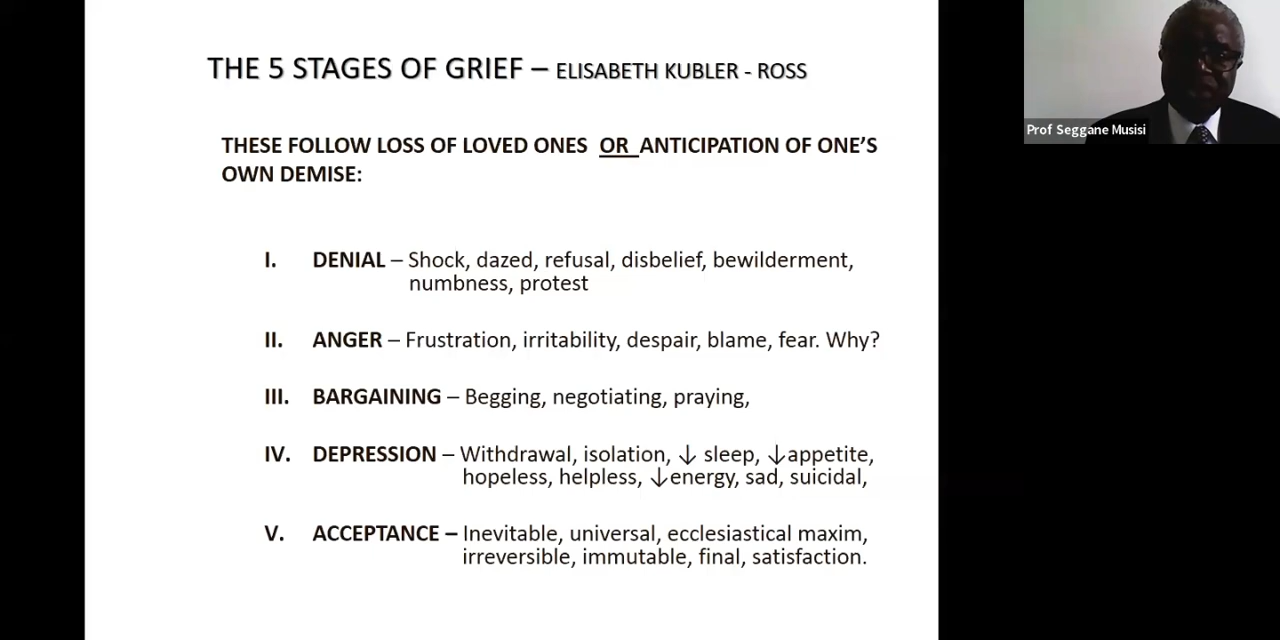 THE 5 STAGES OF GRIEF – ELISABETH KUBLER - ROSS
THESE FOLLOW LOSS OF LOVED ONES OR ANTICIPATION OF ONE'S
OWN DEMISE:
I. DENIAL – Shock, dazed, refusal, disbelief, bewilderment,
numbness, protest
II. ANGER – Frustration, irritability, despair, blame, fear. Why?
III. BARGAINING – Begging, negotiating, praying,
IV. DEPRESSION – Withdrawal, isolation, ↓ sleep, ↓appetite,
hopeless, helpless, ↓energy, sad, suicidal,
V. ACCEPTANCE – Inevitable, universal, ecclesiastical maxim,
irreversible, immutable, final, satisfaction.
Prof Seggane Musisi